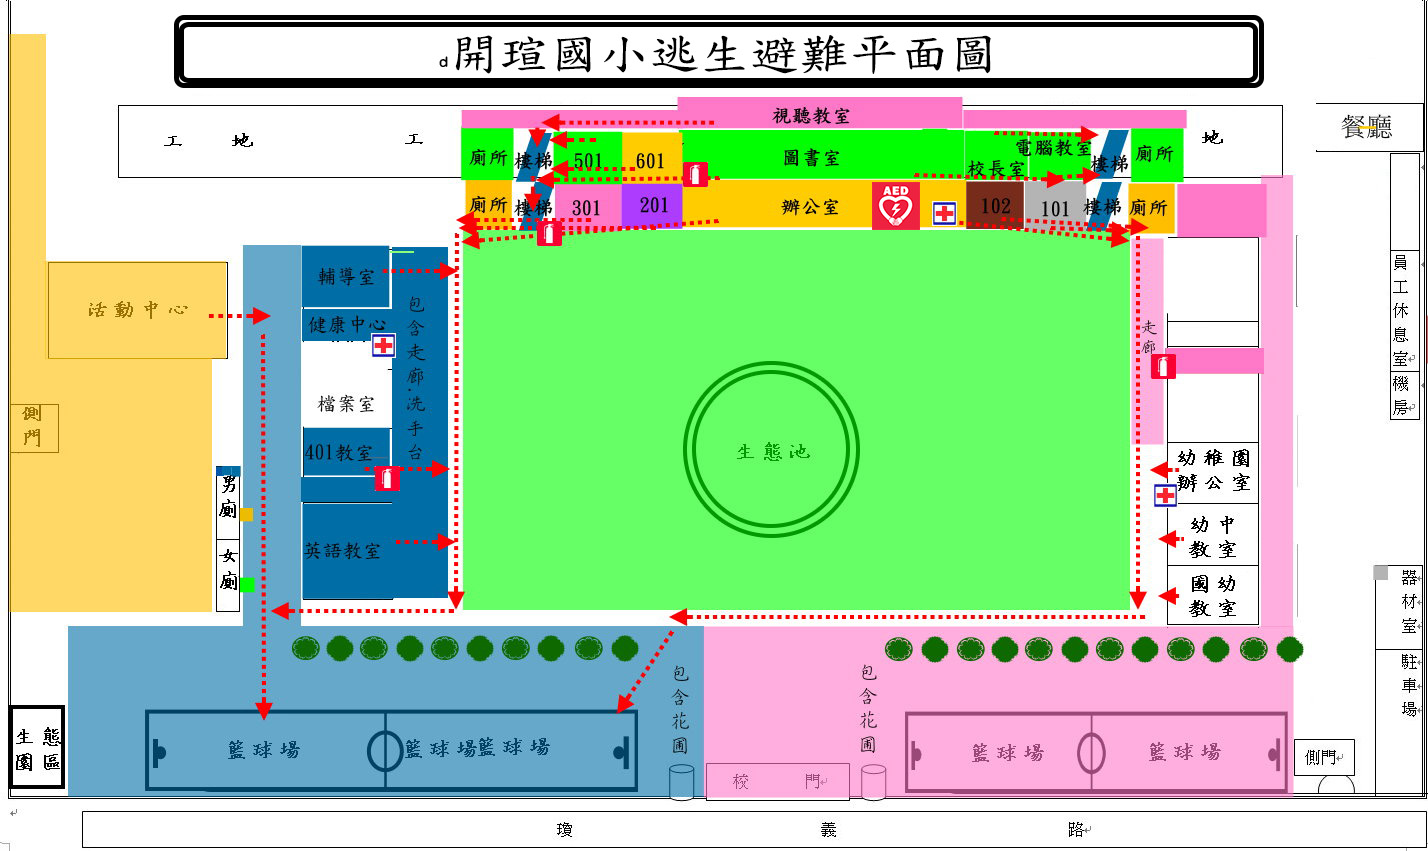 d開瑄國小逃生避難平面圖
工 地
工
視聽教室
地
餐廳
廁所
樓梯
501
601
圖書室
校長室
電腦教室
樓梯
廁所
廁所
樓梯
301
201
辦公室
AED
102
101
樓梯
廁所
輔導室
健康中心
檔案室
401教室
英語教室
包含走廊.洗手台
活動中心
側門
男廁
女廁
生態池
走廊
員工休息室
機房
幼稚園
辦公室
幼中
教室
國幼
教室
器材室
駐車場
包含花圃
包含花圃
生態
園區
籃球場
籃球場籃球場
籃球場
籃球場
校門
側門
瓊義路